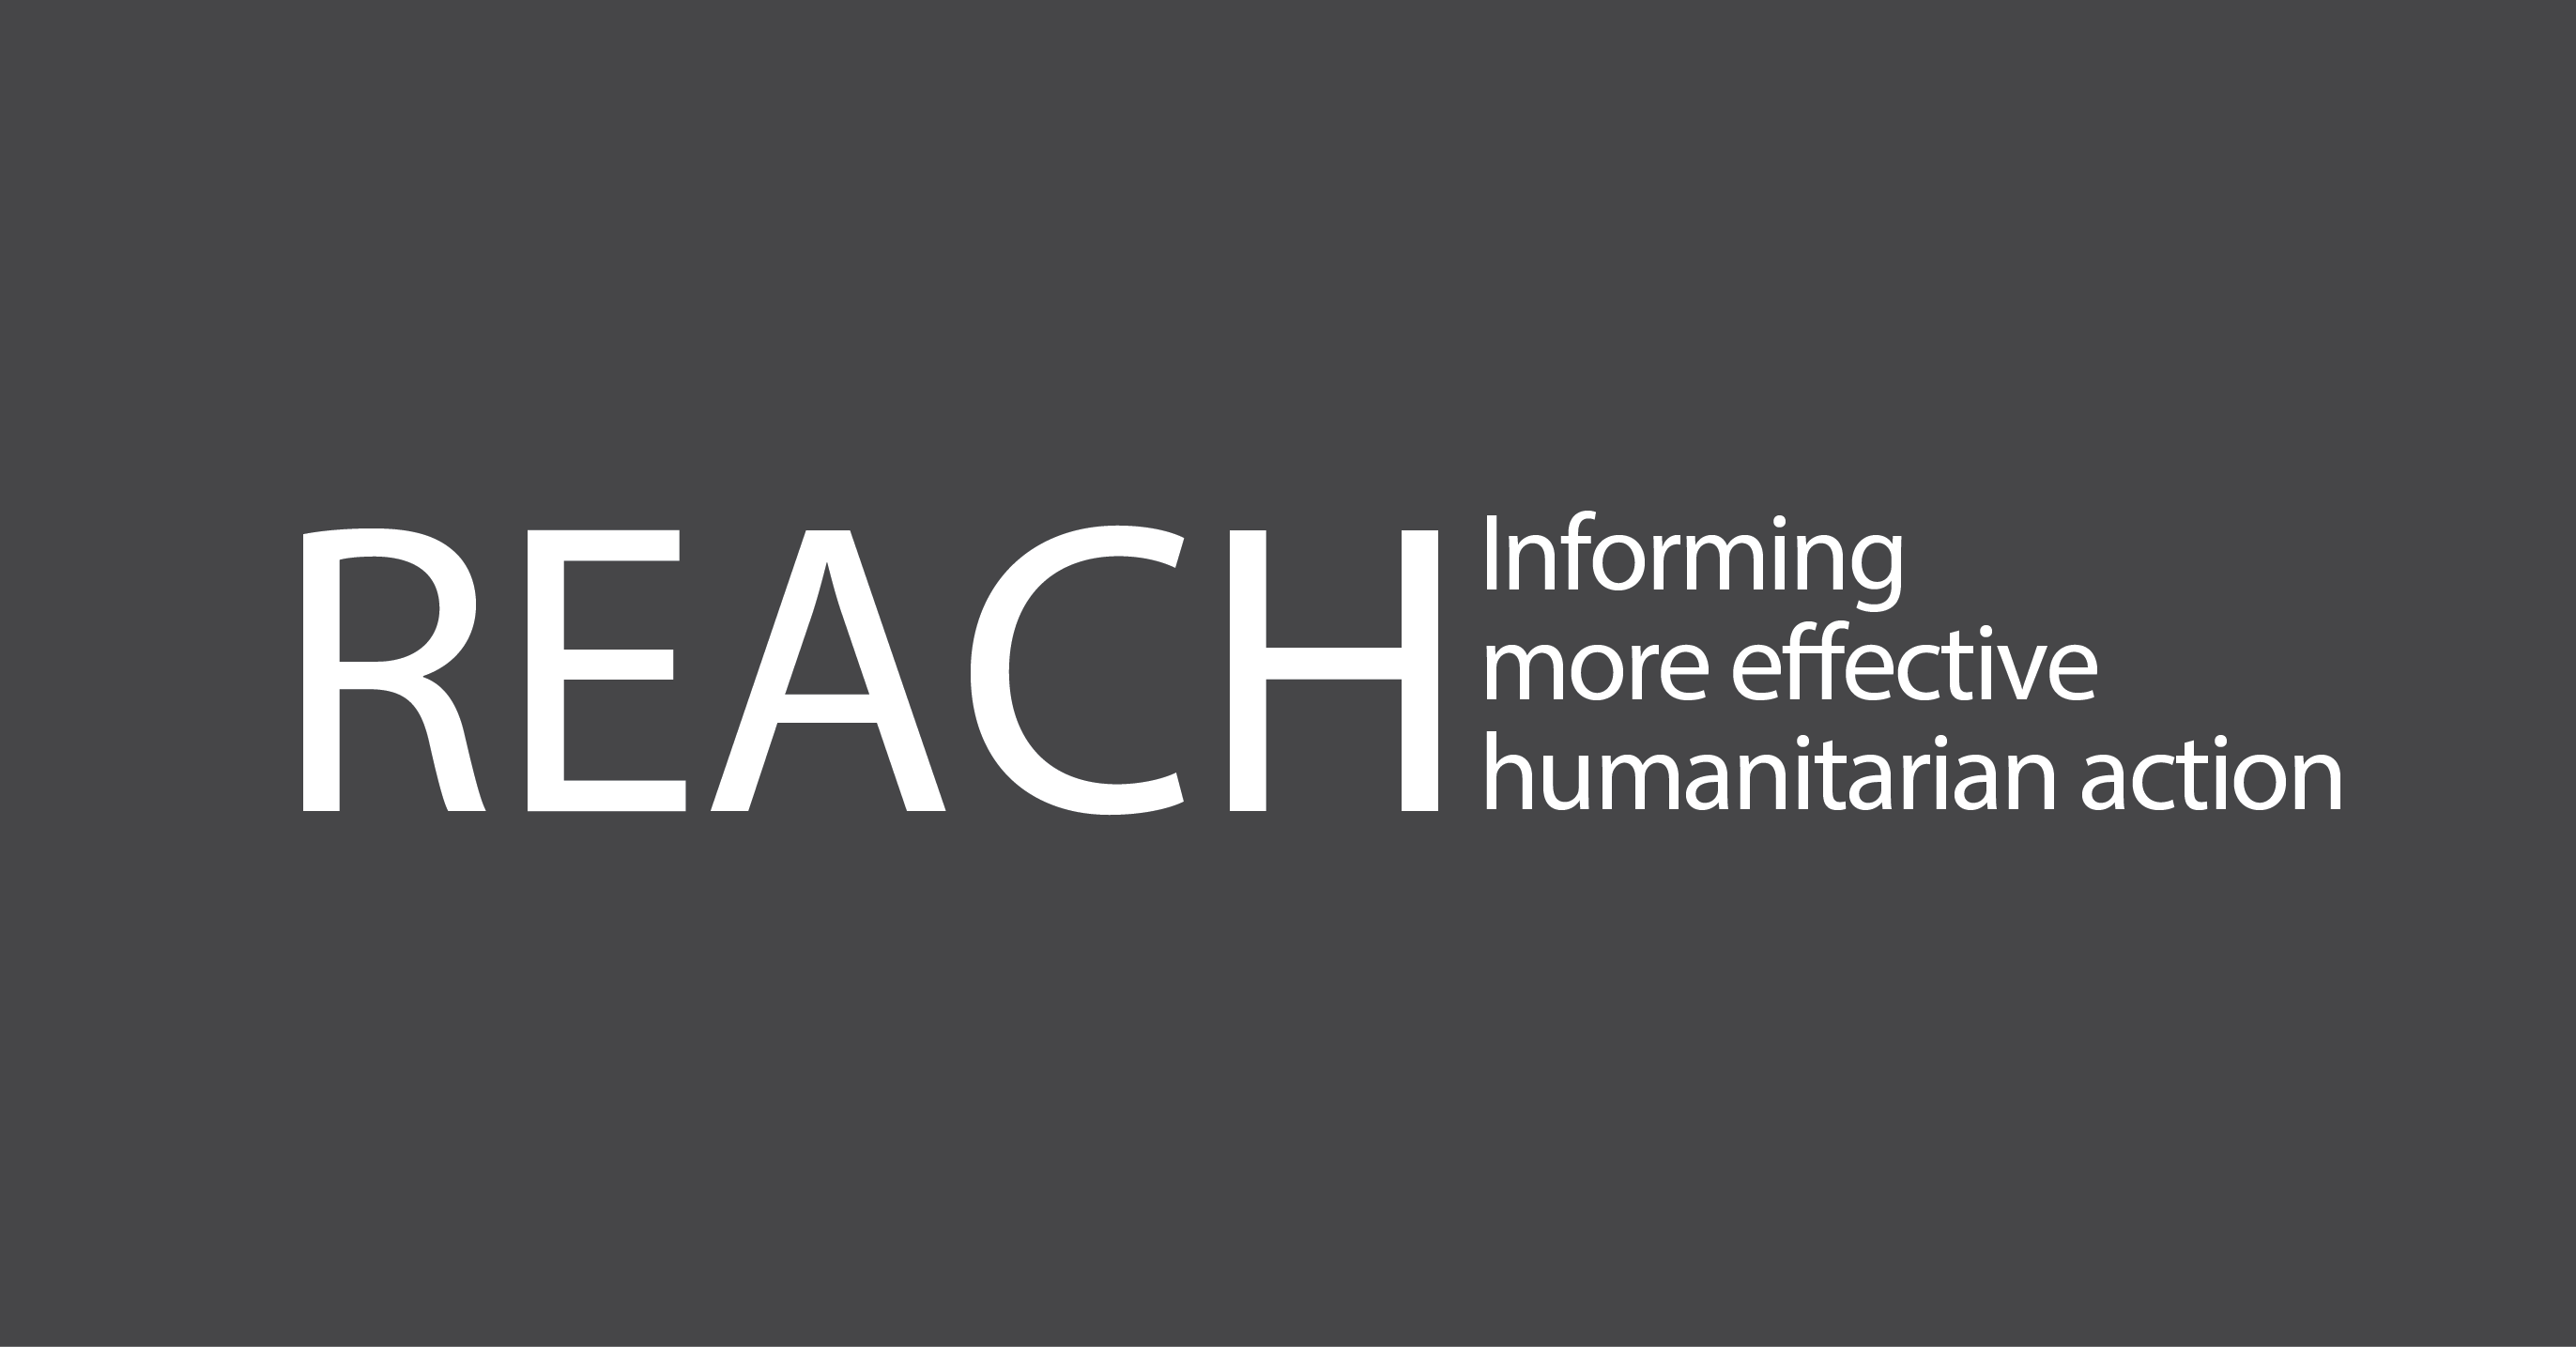 REACH
Informing
more effective
humanitarian action